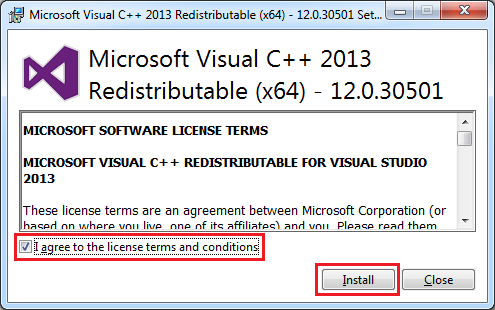 Microsoft Visual C++ 2013 Redistributable (x64) - 12.0.30501 Set...
Microsoft Visual C++ 2013
Redistributable (x64) - 12.0.30501
MICROSOFT SOFTWARE LICENSE TERMS
MICROSOFT VISUAL C++ REDISTRIBUTABLE FOR VISUAL STUDIO
2013
These license terms are an agreement between Microsoft Corporation (or
based on where you live, one of its affiliates) and you. Please read them.
I agree to the license terms and conditions
Install
Close